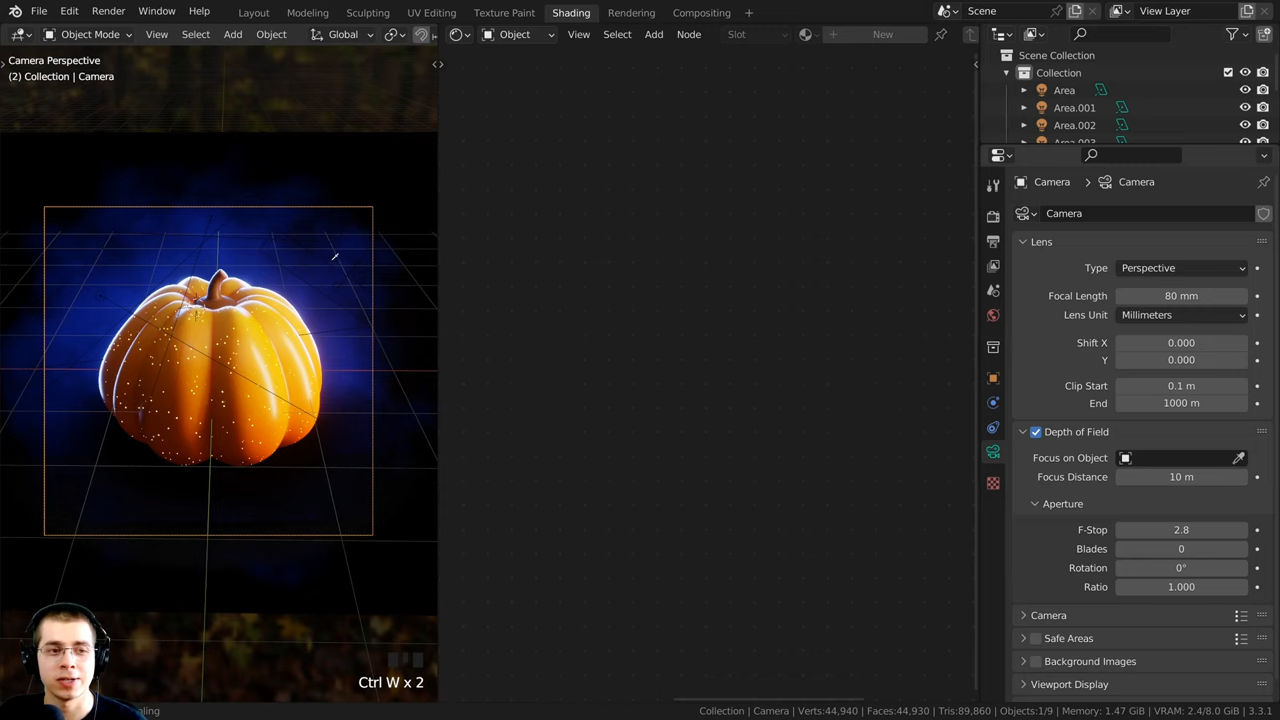 File Edit Render Window Help Layout Modeling Sculpting UV Editing Texture Paint Shading Rendering Compositing + Scene View Layer
Object Mode View Select Add Object Global Object View Select Add Node Slot New
Camera Perspective
(2) Collection | Camera
Scene Collection
Collection
Area
Area.001
Area.002
Camera Camera
Camera
Lens
Type Perspective
Focal Length 80 mm
Lens Unit Millimeters
Shift X 0.000
Y 0.000
Clip Start 0.1 m
End 1000 m
Depth of Field
Focus on Object
Focus Distance 10 m
Aperture
F-Stop 2.8
Blades 0
Rotation 0°
Ratio 1.000
Camera
Safe Areas
Background Images
Viewport Display
Ctrl W x 2
Collection | Camera | Verts:44,940 | Faces:44,930 | Tris:89,860 | Objects:1/9 | Memory: 1.47 GiB | VRAM: 2.4/8.0 GiB | 3.3.1